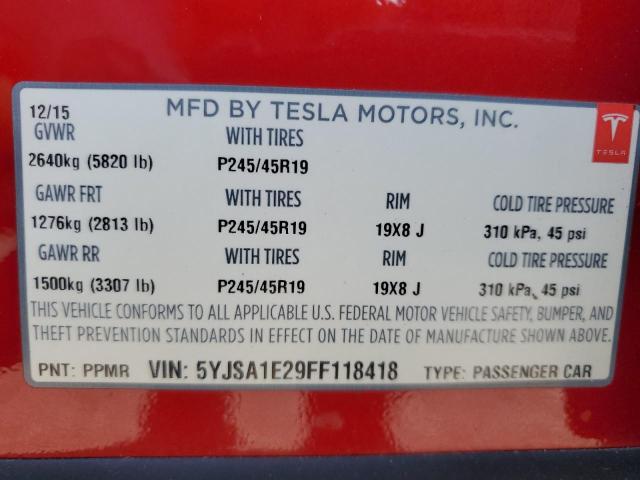 12/15 MFD BY TESLA MOTORS, INC.
TESLA
GVWR WITH TIRES
2640kg (5820 lb) P245/45R19
GAWR FRT WITH TIRES RIM COLD TIRE PRESSURE
1276kg (2813 lb) P245/45R19 19X8 J 310 kPa, 45 psi
GAWR RR WITH TIRES RIM COLD TIRE PRESSURE
1500kg (3307 lb) P245/45R19 19X8 J 310 kPa, 45 psi
THIS VEHICLE CONFORMS TO ALL APPLICABLE U.S. FEDERAL MOTOR VEHICLE SAFETY, BUMPER, AND
THEFT PREVENTION STANDARDS IN EFFECT ON THE DATE OF MANUFACTURE SHOWN ABOVE.
PNT: PPMR VIN: 5YJSA1E29FF118418 TYPE: PASSENGER CAR